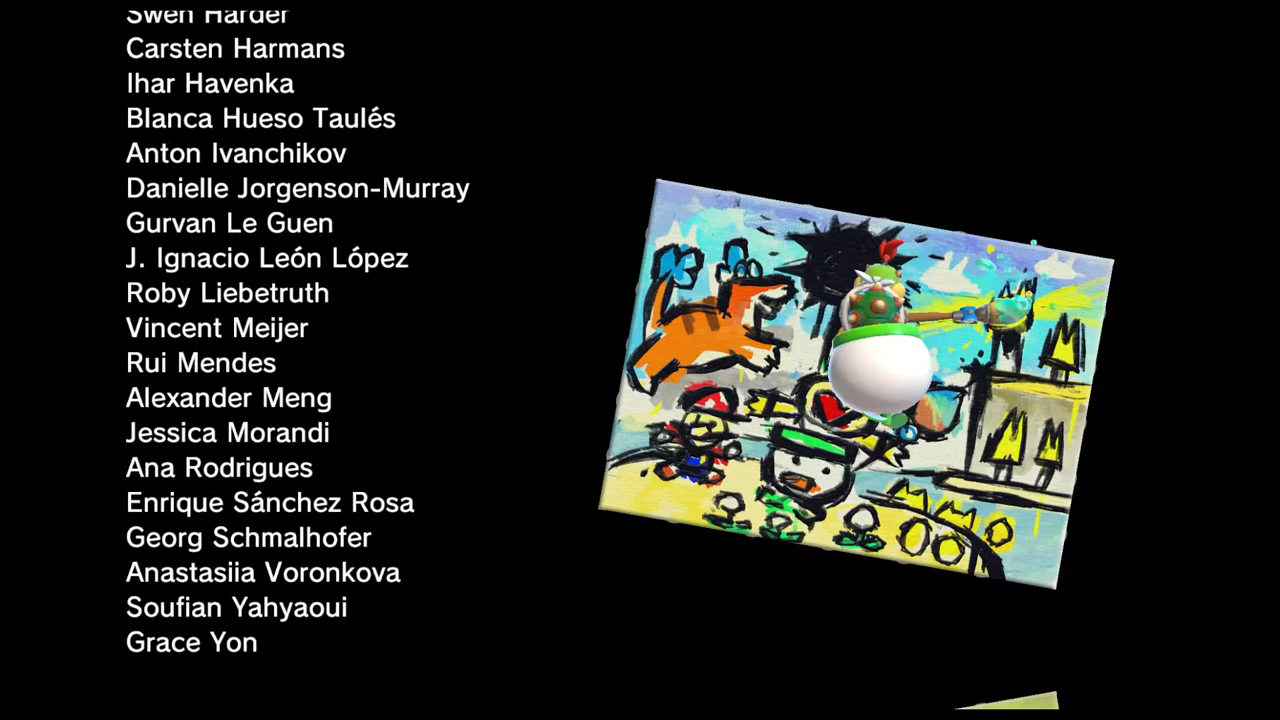 Swen Harder
Carsten Harmans
Ihar Havenka
Blanca Hueso Taulés
Anton Ivanchikov
Danielle Jorgenson-Murray
Gurvan Le Guen
J. Ignacio León López
Roby Liebetruth
Vincent Meijer
Rui Mendes
Alexander Meng
Jessica Morandi
Ana Rodrigues
Enrique Sánchez Rosa
Georg Schmalhofer
Anastasiia Voronkova
Soufian Yahyaoui
Grace Yon